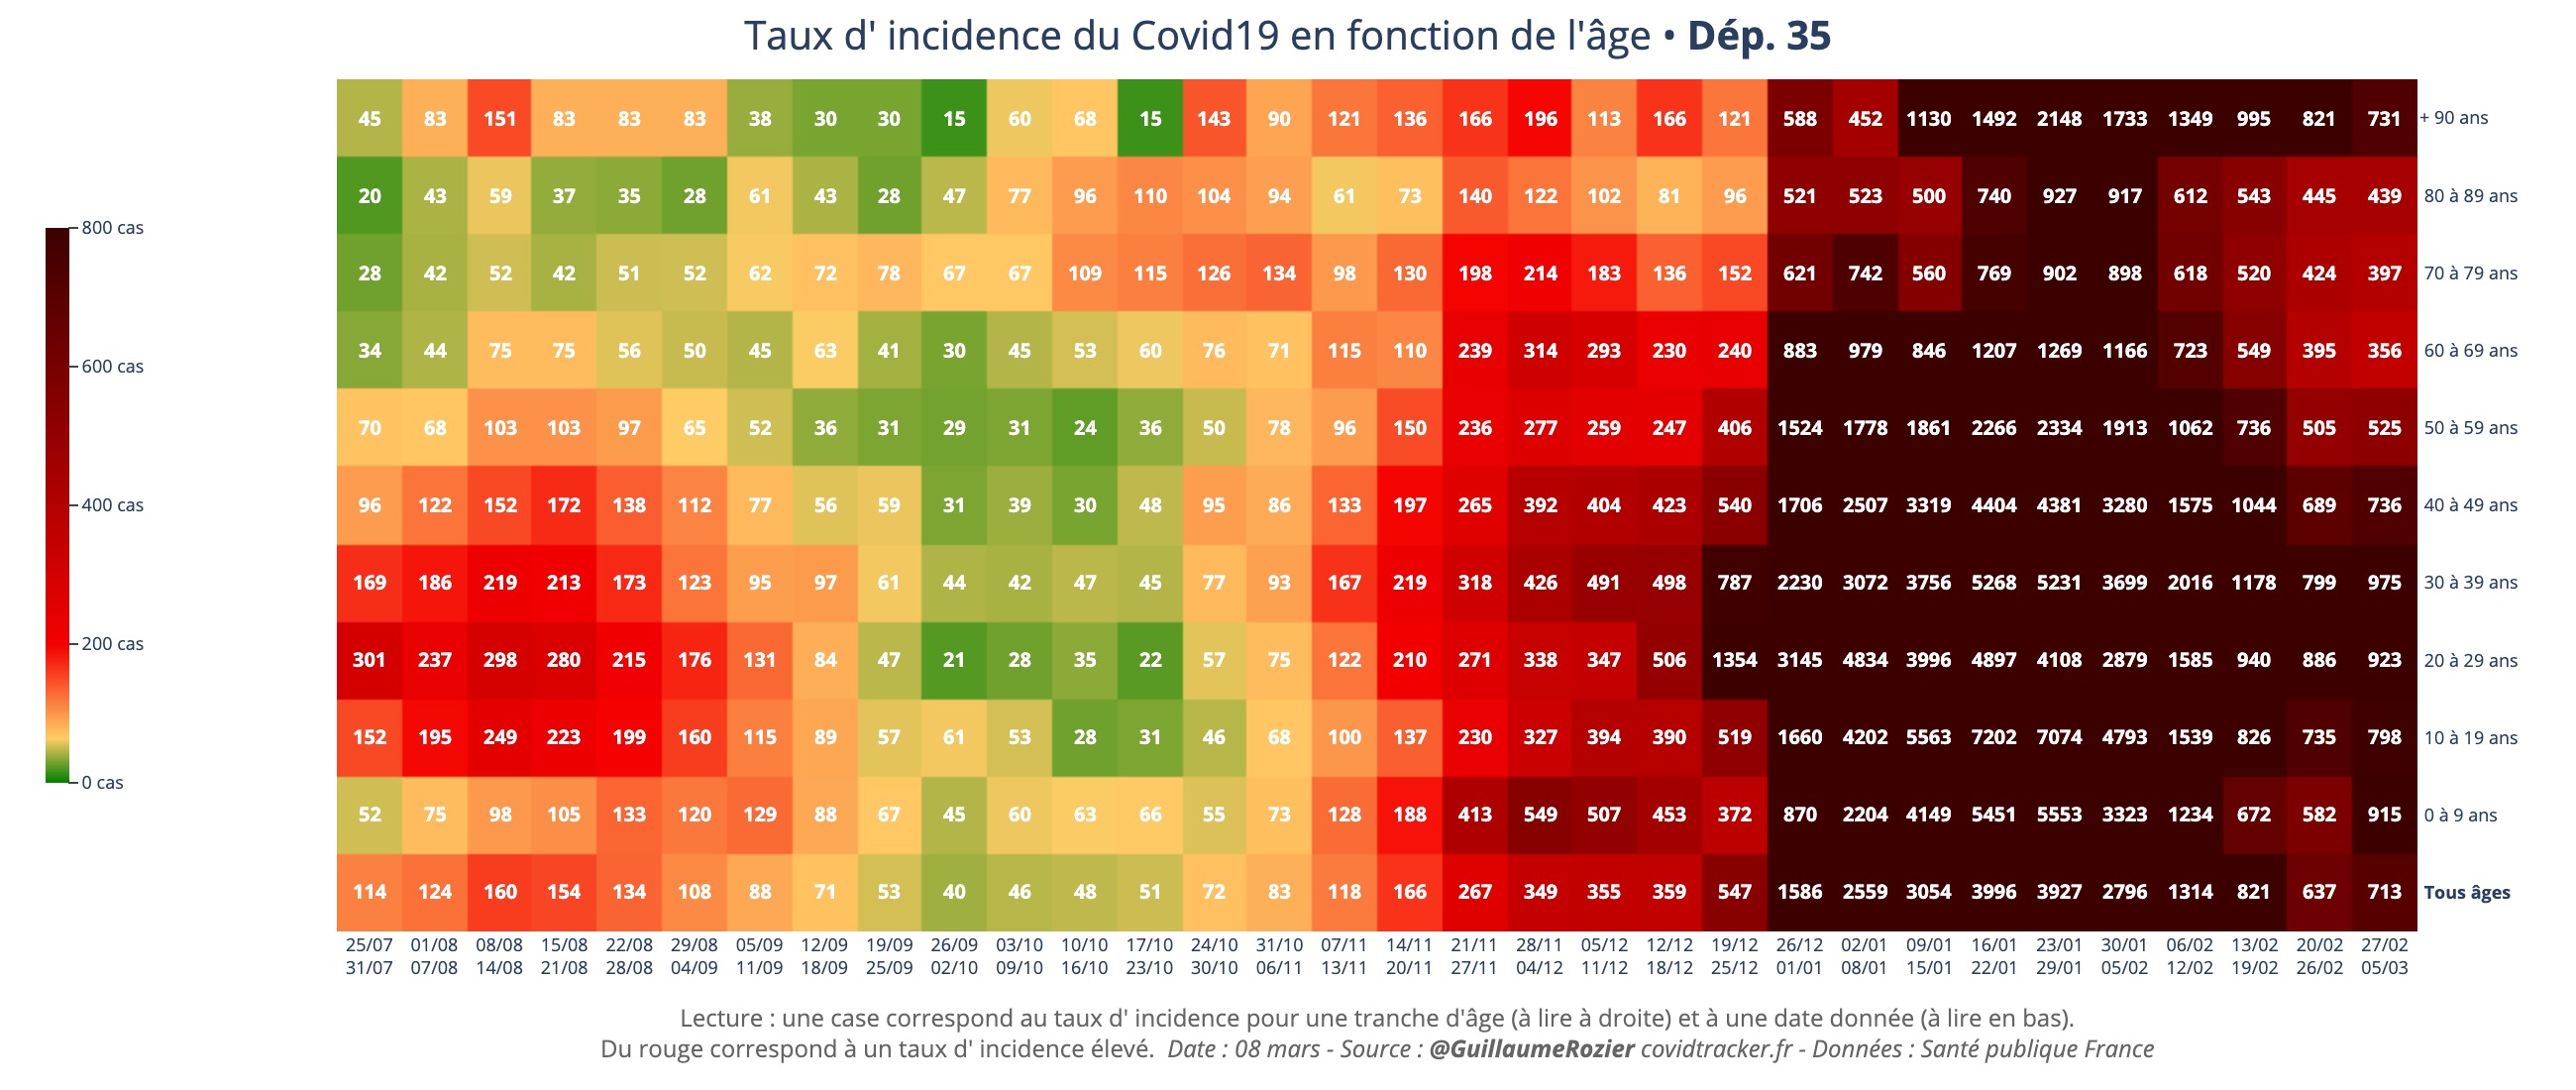 Taux d' incidence du Covid19 en fonction de l'âge • Dép. 35
800 cas
600 cas
400 cas
200 cas
0 cas
45 83 151 83 83 83 38 30 30 15 60 68 15 143 90 121 136 166 196 113 166 121 588 452 1130 1492 2148 1733 1349 995 821 731 + 90 ans
20 43 59 37 35 28 61 43 28 47 77 96 110 104 94 61 73 140 122 102 81 96 521 523 500 740 927 917 612 543 445 439 80 à 89 ans
28 42 52 42 51 52 62 72 78 67 67 109 115 126 134 98 130 198 214 183 136 152 621 742 560 769 902 898 618 520 424 397 70 à 79 ans
34 44 75 75 56 50 45 63 41 30 45 53 60 76 71 115 110 239 314 293 230 240 883 979 846 1207 1269 1166 723 549 395 356 60 à 69 ans
70 68 103 103 97 65 52 36 31 29 31 24 36 50 78 96 150 236 277 259 247 406 1524 1778 1861 2266 2334 1913 1062 736 505 525 50 à 59 ans
96 122 152 172 138 112 77 56 59 31 39 30 48 95 86 133 197 265 392 404 423 540 1706 2507 3319 4404 4381 3280 1575 1044 689 736 40 à 49 ans
169 186 219 213 173 123 95 97 61 44 42 47 45 77 93 167 219 318 426 491 498 787 2230 3072 3756 5268 5231 3699 2016 1178 799 975 30 à 39 ans
301 237 298 280 215 176 131 84 47 21 28 35 22 57 75 122 210 271 338 347 506 1354 3145 4834 3996 4897 4108 2879 1585 940 886 923 20 à 29 ans
152 195 249 223 199 160 115 89 57 61 53 28 31 46 68 100 137 230 327 394 390 519 1660 4202 5563 7202 7074 4793 1539 826 735 798 10 à 19 ans
52 75 98 105 133 120 129 88 67 45 60 63 66 55 73 128 188 413 549 507 453 372 870 2204 4149 5451 5553 3323 1234 672 582 915 0 à 9 ans
114 124 160 154 134 108 88 71 53 40 46 48 51 72 83 118 166 267 349 355 359 547 1586 2559 3054 3996 3927 2796 1314 821 637 713 Tous âges
25/07 01/08 08/08 15/08 22/08 29/08 05/09 12/09 19/09 26/09 03/10 10/10 17/10 24/10 31/10 07/11 14/11 21/11 28/11 05/12 12/12 19/12 26/12 02/01 09/01 16/01 23/01 30/01 06/02 13/02 20/02 27/02
31/07 07/08 14/08 21/08 28/08 04/09 11/09 18/09 25/09 02/10 09/10 16/10 23/10 30/10 06/11 13/11 20/11 27/11 04/12 11/12 18/12 25/12 01/01 08/01 15/01 22/01 29/01 05/02 12/02 19/02 26/02 05/03
Lecture : une case correspond au taux d' incidence pour une tranche d'âge (à lire à droite) et à une date donnée (à lire en bas).
Du rouge correspond à un taux d' incidence élevé. Date : 08 mars - Source : @GuillaumeRozier covidtracker.fr - Données : Santé publique France